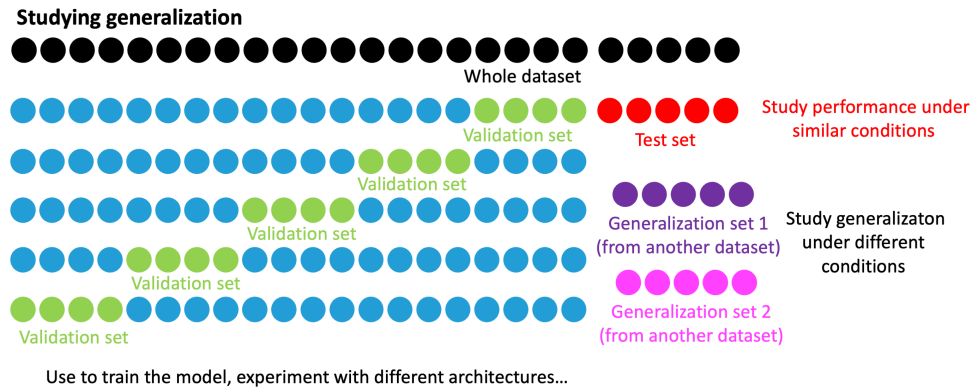 Studying generalization
Whole dataset
Validation set
Test set
Study performance under
similar conditions
Validation set
Validation set
Generalization set 1
(from another dataset)
Study generalizaton
under different
conditions
Validation set
Generalization set 2
(from another dataset)
Validation set
Use to train the model, experiment with different architectures...